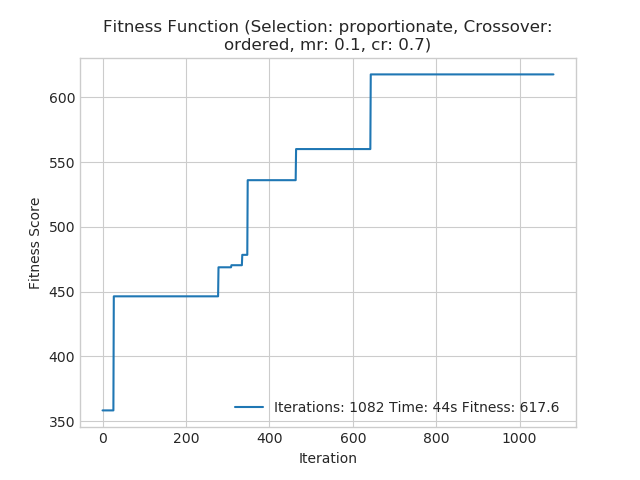 Fitness Function (Selection: proportionate, Crossover:
ordered, mr: 0.1, cr: 0.7)
Fitness Score
600
550
500
450
400
350
Iterations: 1082 Time: 44s Fitness: 617.6
0 200 400 600 800 1000
Iteration